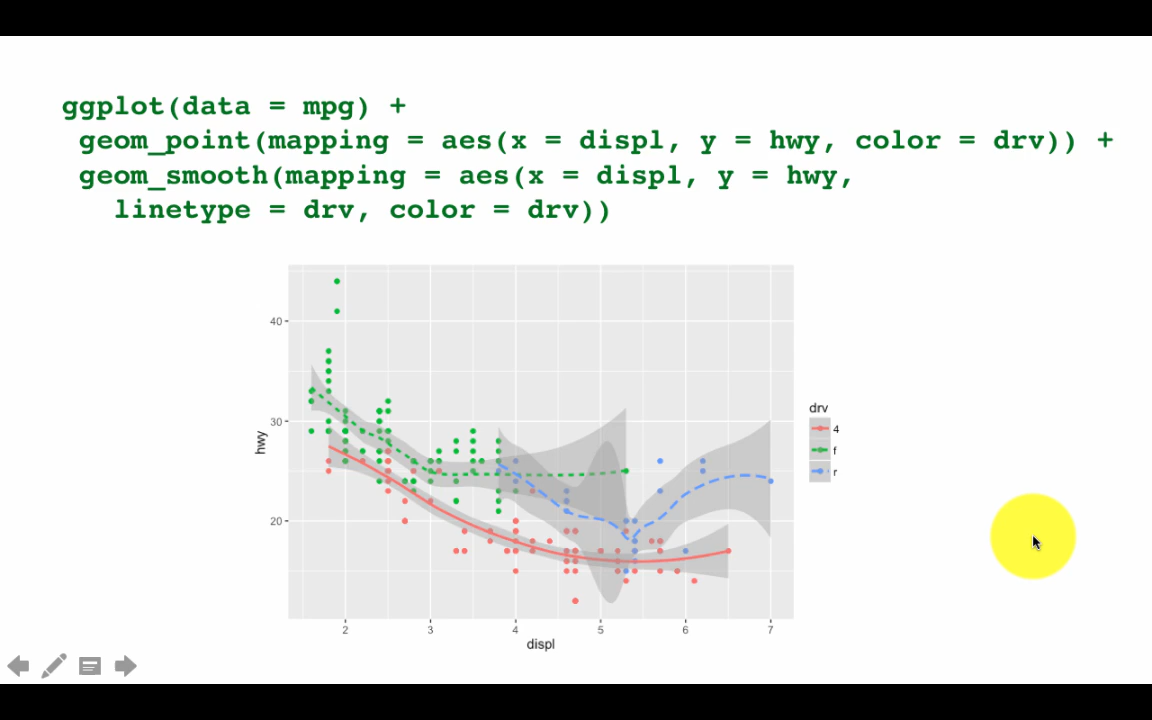 ggplot(data = mpg) +
geom_point(mapping = aes(x = displ, y = hwy, color = drv)) +
geom_smooth(mapping = aes(x = displ, y = hwy,
linetype = drv, color = drv))
40
30
20
hwy
2 3 4 5 6 7
displ
drv
4
f
r